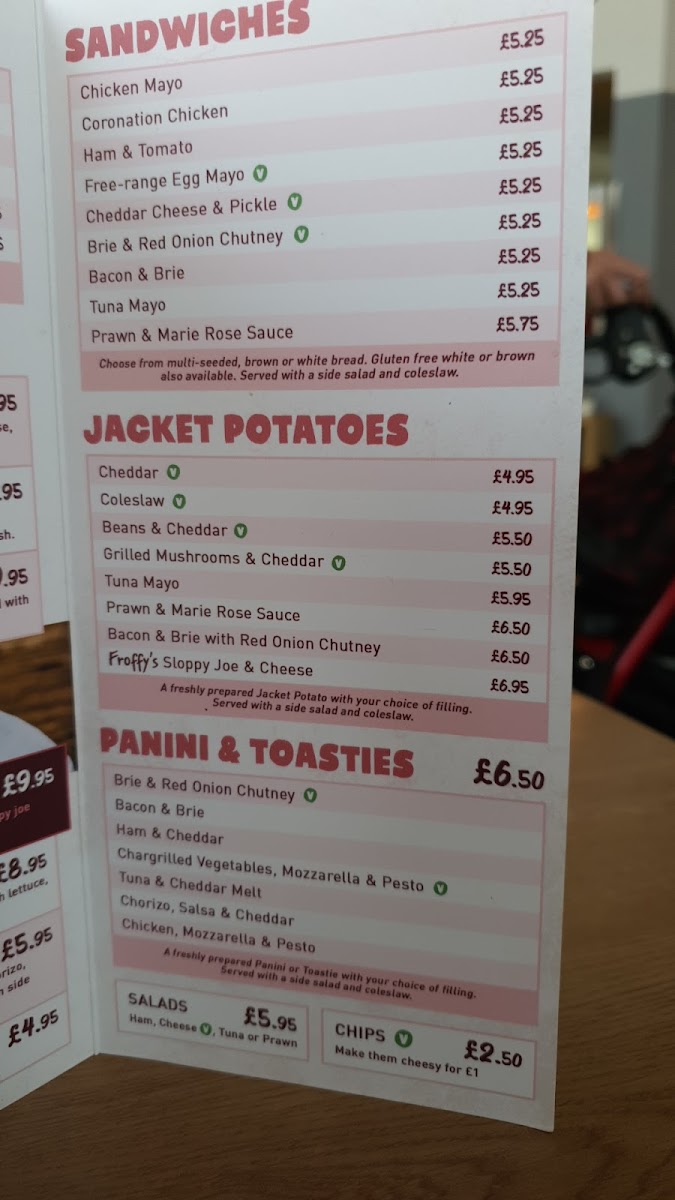 SANDWICHES
Chicken Mayo £5.25
Coronation Chicken £5.25
Ham & Tomato £5.25
Free-range Egg Mayo V £5.25
Cheddar Cheese & Pickle V £5.25
Brie & Red Onion Chutney V £5.25
Bacon & Brie £5.25
Tuna Mayo £5.25
Prawn & Marie Rose Sauce £5.75
Choose from multi-seeded, brown or white bread. Gluten free white or brown
also available. Served with a side salad and coleslaw.
JACKET POTATOES
Cheddar V £4.95
Coleslaw V £4.95
Beans & Cheddar V £5.50
Grilled Mushrooms & Cheddar V £5.50
Tuna Mayo £5.95
Prawn & Marie Rose Sauce £6.50
Bacon & Brie with Red Onion Chutney £6.50
Froffy's Sloppy Joe & Cheese £6.95
A freshly prepared Jacket Potato with your choice of filling.
Served with a side salad and coleslaw.
PANINI & TOASTIES £6.50
Brie & Red Onion Chutney V
Bacon & Brie
Ham & Cheddar
Chargrilled Vegetables, Mozzarella & Pesto V
Tuna & Cheddar Melt
Chorizo, Salsa & Cheddar
Chicken, Mozzarella & Pesto
A freshly prepared Panini or Toastie with your choice of filling.
Served with a side salad and coleslaw.
SALADS £5.95
Ham, Cheese V, Tuna or Prawn
CHIPS V £2.50
Make them cheesy for £1
95
.95
.95
with
£9.95
joe
£8.95
lettuce,
£5.95
side
£4.95